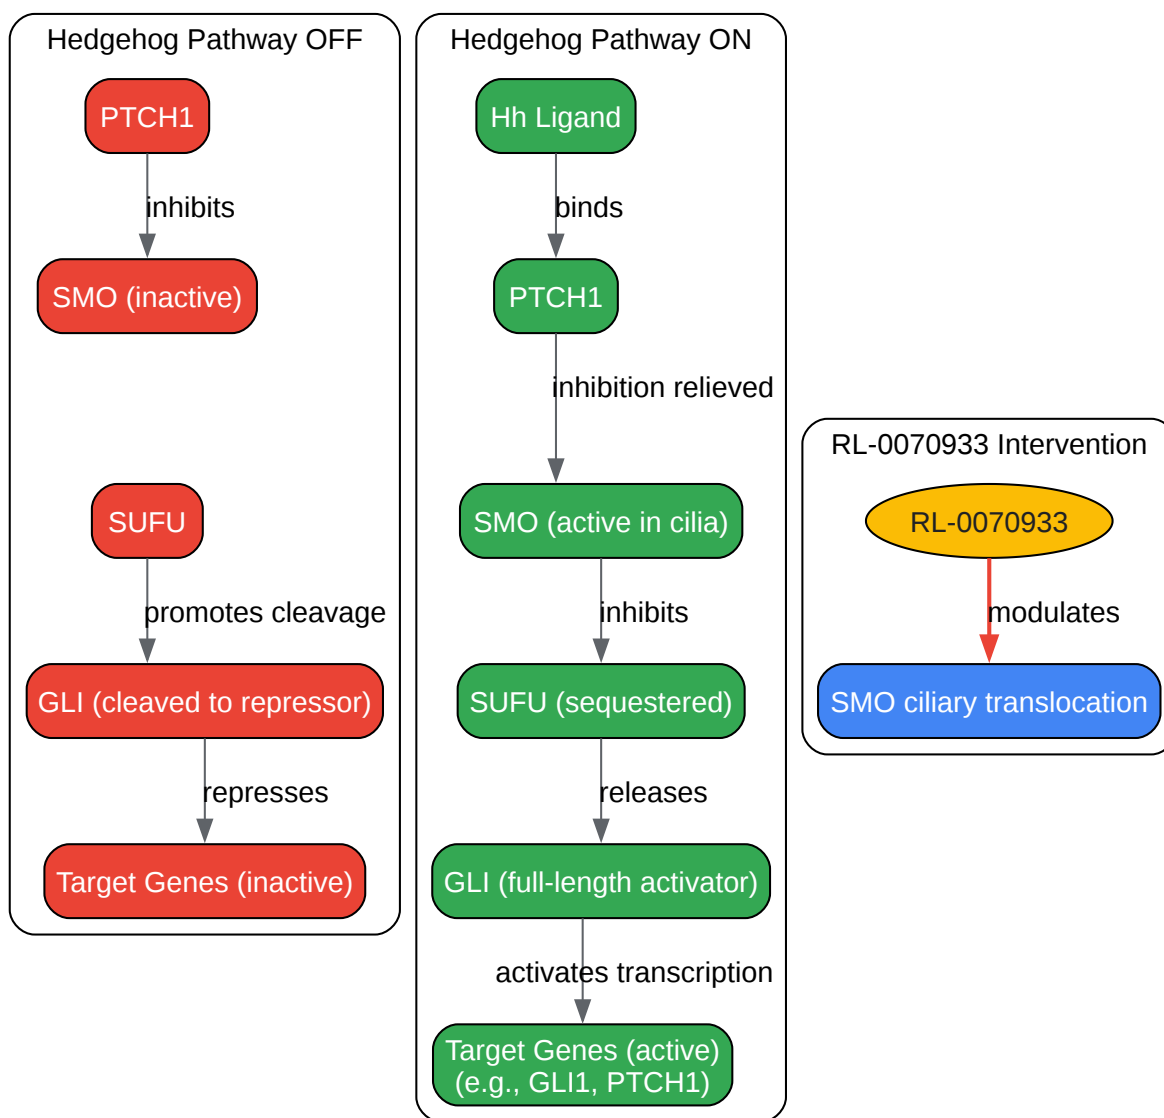 Hedgehog Pathway OFF
PTCH1
inhibits
SMO (inactive)
SUFU
promotes cleavage
GLI (cleaved to repressor)
represses
Target Genes (inactive)
Hedgehog Pathway ON
Hh Ligand
binds
PTCH1
inhibition relieved
SMO (active in cilia)
inhibits
SUFU (sequestered)
releases
GLI (full-length activator)
activates transcription
Target Genes (active)
(e.g., GLI1, PTCH1)
RL-0070933 Intervention
RL-0070933
modulates
SMO ciliary translocation